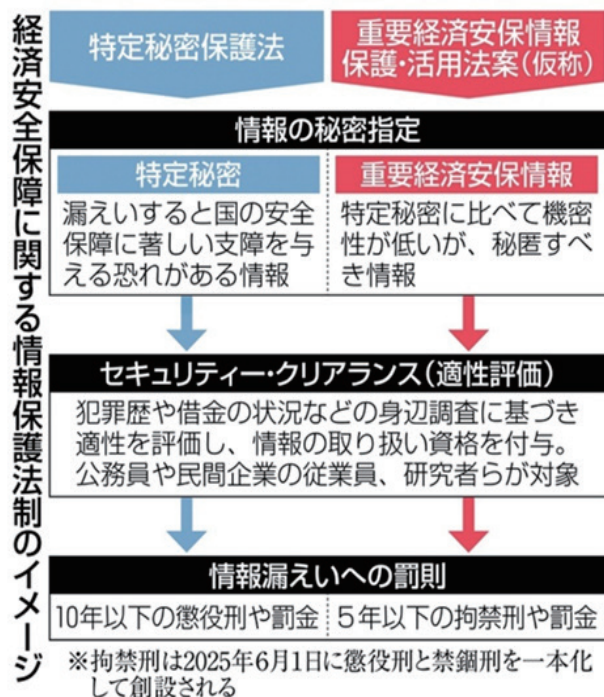 経済安全保障に関する情報保護法制のイメージ
特定秘密保護法
重要経済安保情報
保護・活用法案(仮称)
情報の秘密指定
特定秘密
漏えいすると国の安全
保障に著しい支障を与
える恐れがある情報
重要経済安保情報
特定秘密に比べて機密
性が低いが、秘匿すべ
き情報
セキュリティー・クリアランス(適性評価)
犯罪歴や借金の状況などの身辺調査に基づき
適性を評価し、情報の取り扱い資格を付与。
公務員や民間企業の従業員、研究者らが対象
情報漏えいへの罰則
10年以下の懲役刑や罰金
5年以下の拘禁刑や罰金
※拘禁刑は2025年6月1日に懲役刑と禁錮刑を一本化
して創設される